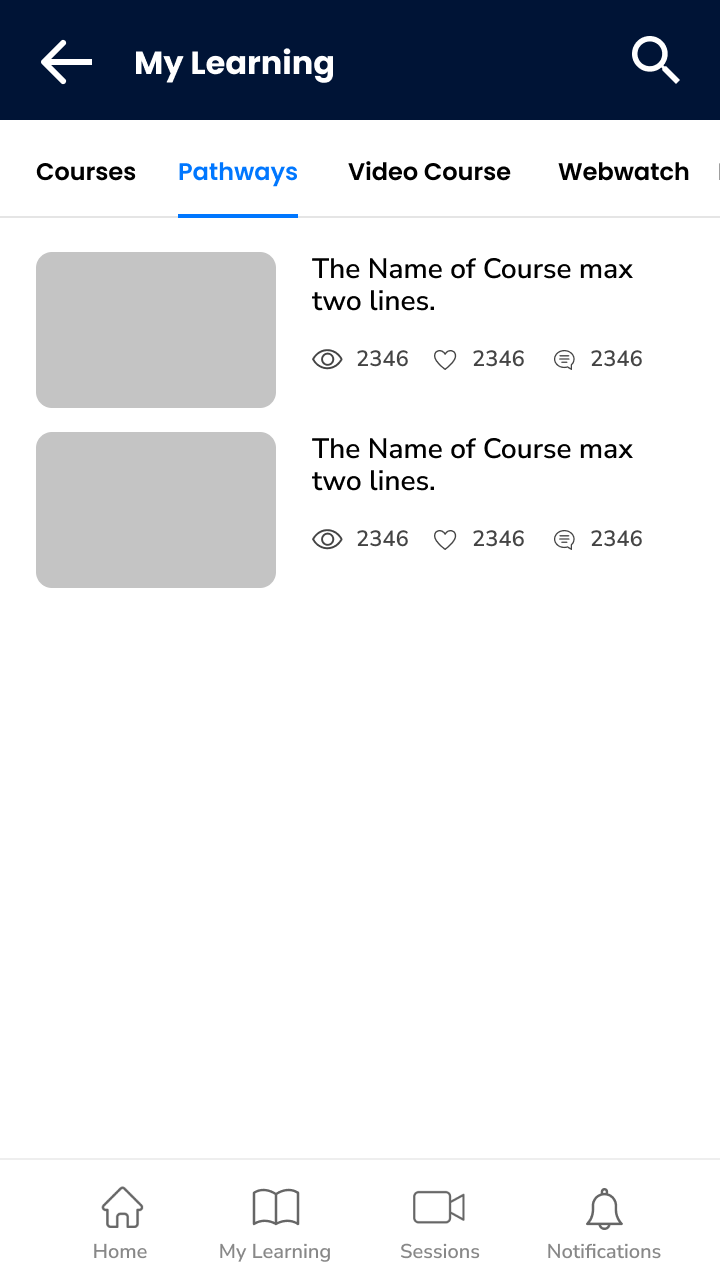 My Learning
Courses Pathways Video Course Webwatch
The Name of Course max
two lines.
2346 2346 2346
The Name of Course max
two lines.
2346 2346 2346
Home My Learning Sessions Notifications